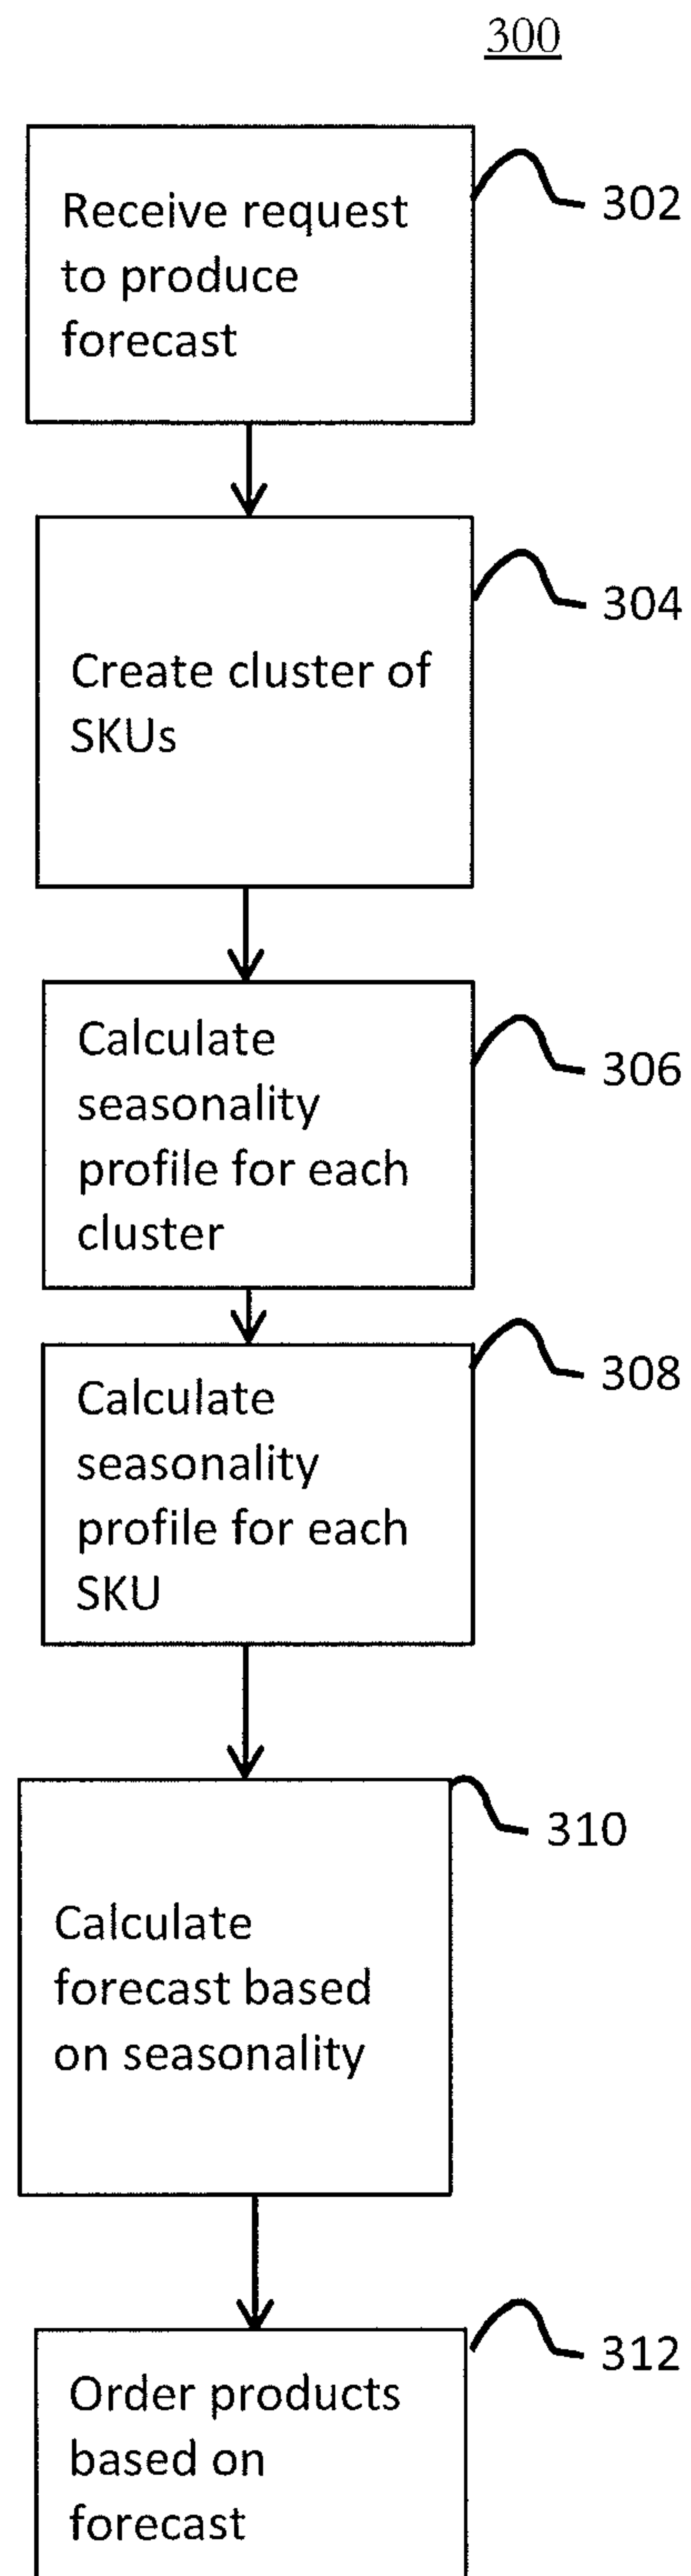 300
Receive request
to produce
forecast
302
Create cluster of
SKUs
304
Calculate
seasonality
profile for each
cluster
306
Calculate
seasonality
profile for each
SKU
308
Calculate
forecast based
on seasonality
310
Order products
based on
forecast
312